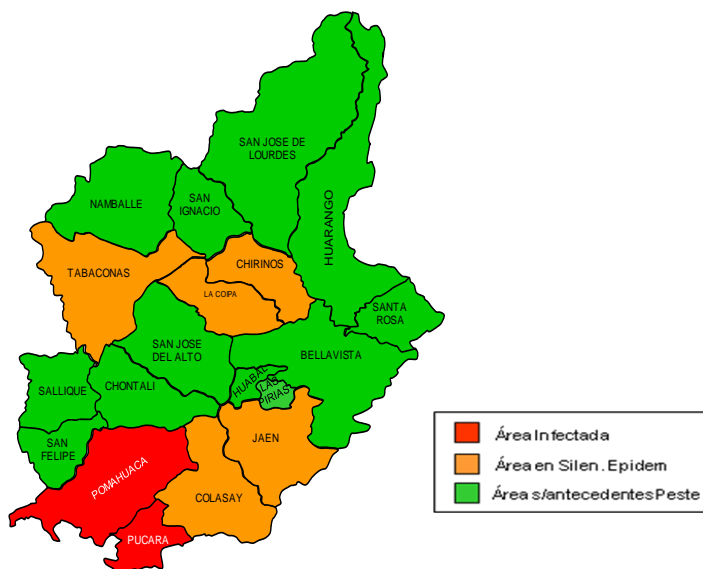 SAN JOSE DE
LOURDES
NAMBALLE
SAN
IGNACIO
HUARANGO
TABACONAS
CHIRINOS
LA COIPA
SANTA
ROSA
SAN JOSE
DEL ALTO
BELLAVISTA
SALLIQUE
CHONTALI
HUABAL
LAS
PIRIAS
SAN
FELIPE
JAEN
POMAHUACA
COLASAY
PUCARA
Área Infectada
Área en Silen. Epidem
Área s/antecedentes Peste